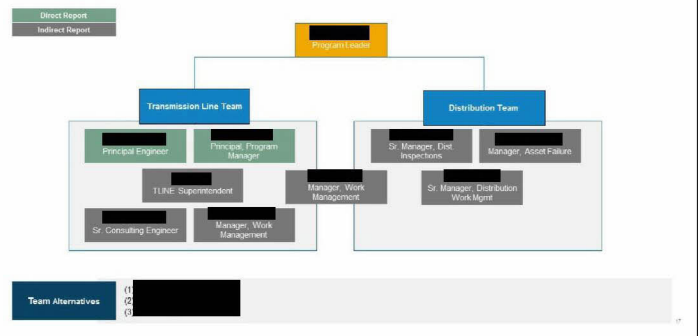 Direct Report
Indirect Report
Program Leader
Transmission Line Team
Distribution Team
Principal Engineer
Principal, Program
Manager
Sr. Manager, Dist
Inspections
Manager, Asset Failure
TLINE Superintendent
Manager, Work
Management
Sr. Manager, Distribution
Work Mgmt
Sr. Consulting Engineer
Manager, Work
Management
Team Alternatives
(1)
(2)
(3)